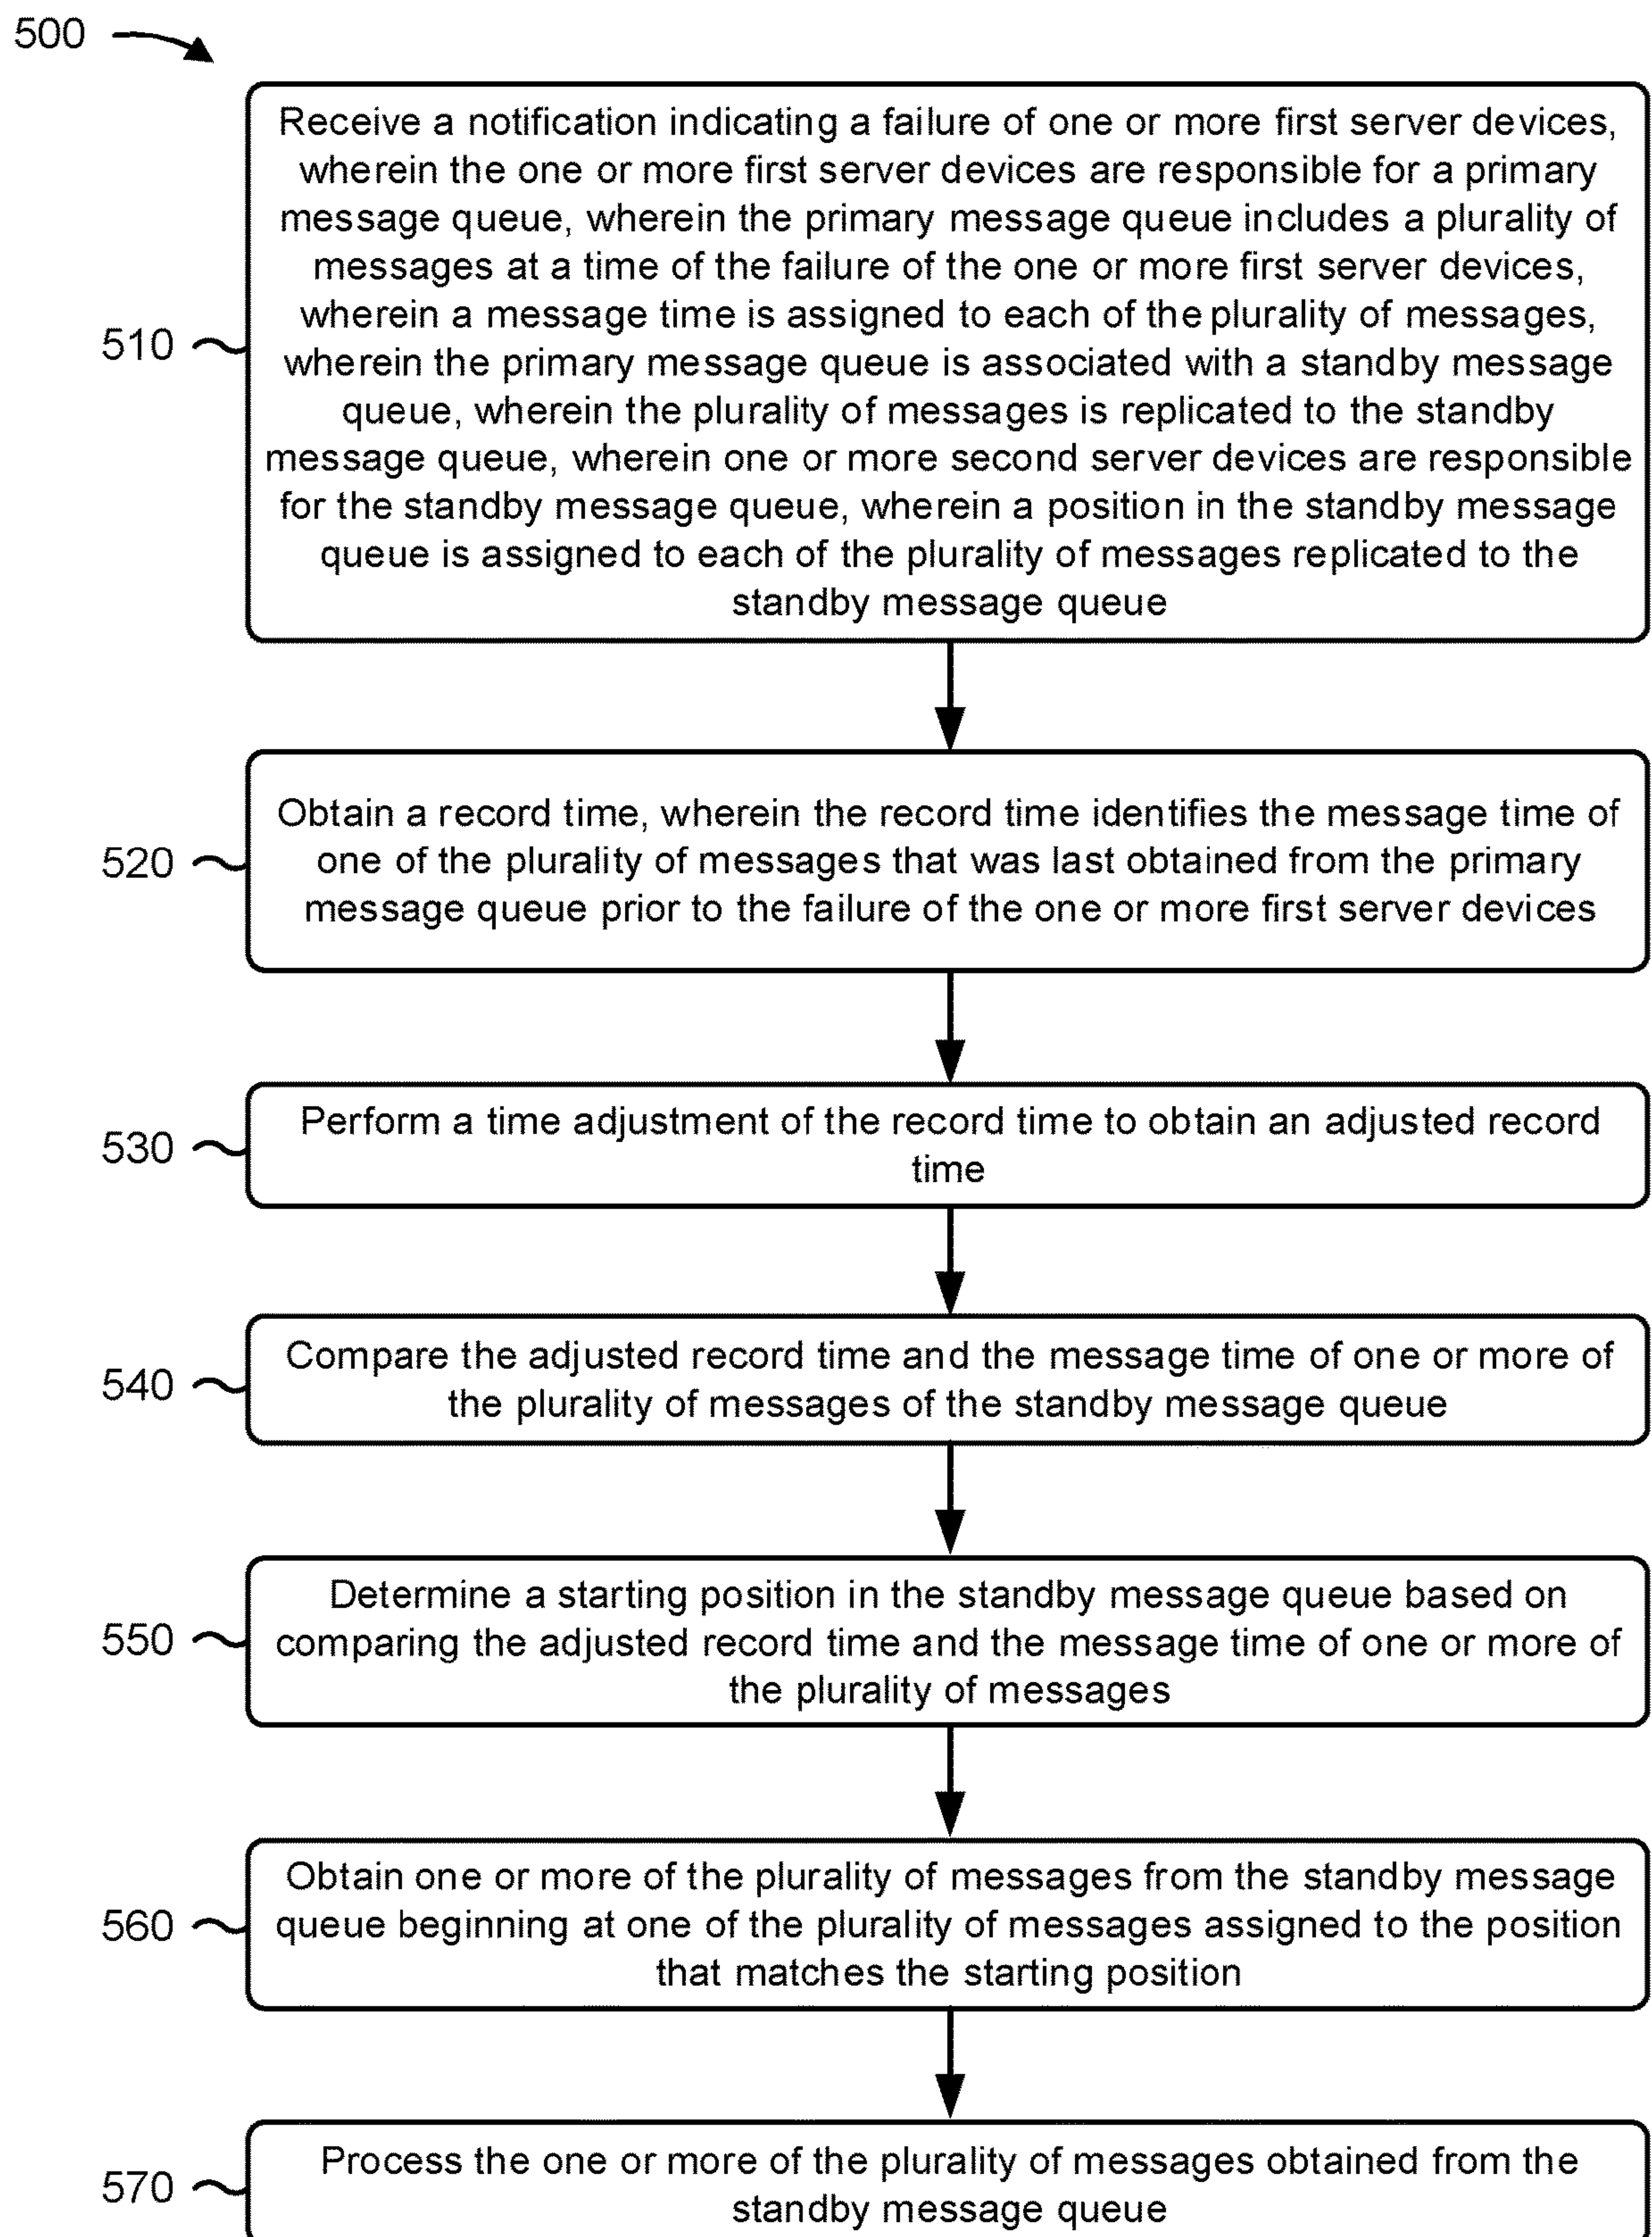 500
Receive a notification indicating a failure of one or more first server devices,
wherein the one or more first server devices are responsible for a primary
message queue, wherein the primary message queue includes a plurality of
messages at a time of the failure of the one or more first server devices,
wherein a message time is assigned to each of the plurality of messages,
510
wherein the primary message queue is associated with a standby message
queue, wherein the plurality of messages is replicated to the standby
message queue, wherein one or more second server devices are responsible
for the standby message queue, wherein a position in the standby message
queue is assigned to each of the plurality of messages replicated to the
standby message queue
Obtain a record time, wherein the record time identifies the message time of
520
one of the plurality of messages that was last obtained from the primary
message queue prior to the failure of the one or more first server devices
530
Perform a time adjustment of the record time to obtain an adjusted record
time
540
Compare the adjusted record time and the message time of one or more of
the plurality of messages of the standby message queue
Determine a starting position in the standby message queue based on
550
comparing the adjusted record time and the message time of one or more of
the plurality of messages
Obtain one or more of the plurality of messages from the standby message
560
queue beginning at one of the plurality of messages assigned to the position
that matches the starting position
570
Process the one or more of the plurality of messages obtained from the
standby message queue